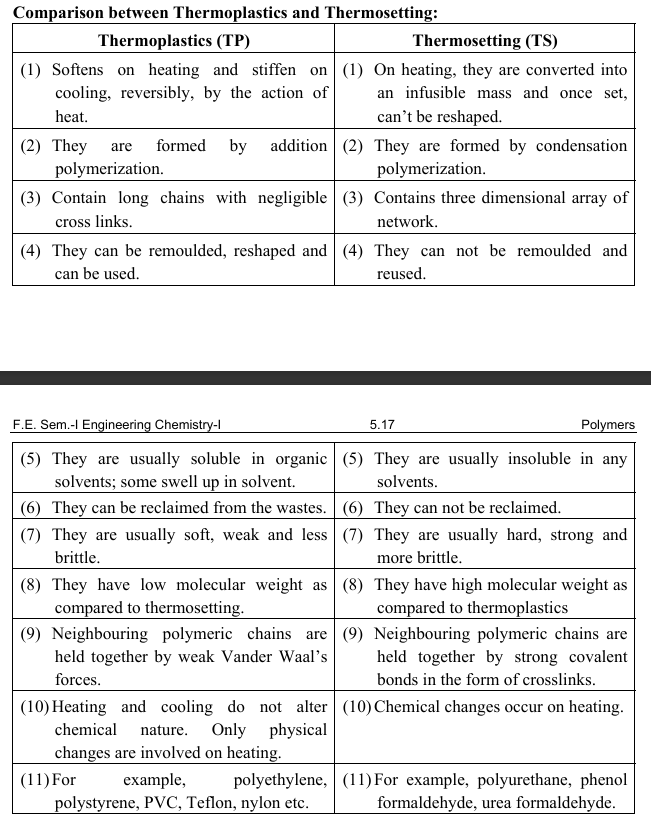 Comparison between Thermoplastics and Thermosetting:
Thermoplastics (TP)
Thermosetting (TS)
(1) Softens on heating and stiffen on
cooling, reversibly, by the action of
heat.
(1) On heating, they are converted into
an infusible mass and once set,
can't be reshaped.
(2) They are formed by addition
polymerization.
(2) They are formed by condensation
polymerization.
(3) Contain long chains with negligible
cross links.
(3) Contains three dimensional array of
network.
(4) They can be remoulded, reshaped and
can be used.
(4) They can not be remoulded and
reused.
F.E. Sem.-I Engineering Chemistry-I 5.17 Polymers
(5) They are usually soluble in organic
solvents; some swell up in solvent.
(5) They are usually insoluble in any
solvents.
(6) They can be reclaimed from the wastes.
(6) They can not be reclaimed.
(7) They are usually soft, weak and less
brittle.
(7) They are usually hard, strong and
more brittle.
(8) They have low molecular weight as
compared to thermosetting.
(8) They have high molecular weight as
compared to thermoplastics
(9) Neighbouring polymeric chains are
held together by weak Vander Waal's
forces.
(9) Neighbouring polymeric chains are
held together by strong covalent
bonds in the form of crosslinks.
(10) Heating and cooling do not alter
chemical nature. Only physical
changes are involved on heating.
(10) Chemical changes occur on heating.
(11) For example, polyethylene,
polystyrene, PVC, Teflon, nylon etc.
(11) For example, polyurethane, phenol
formaldehyde, urea formaldehyde.